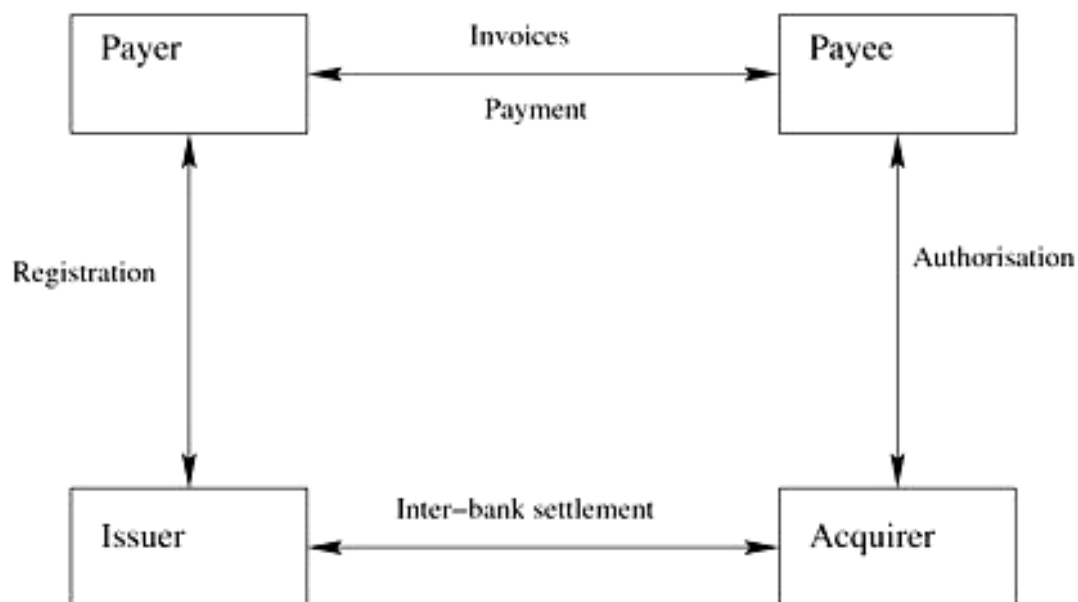 Payer
Invoices
Payee
Payment
Registration
Authorisation
Inter-bank settlement
Issuer
Acquirer